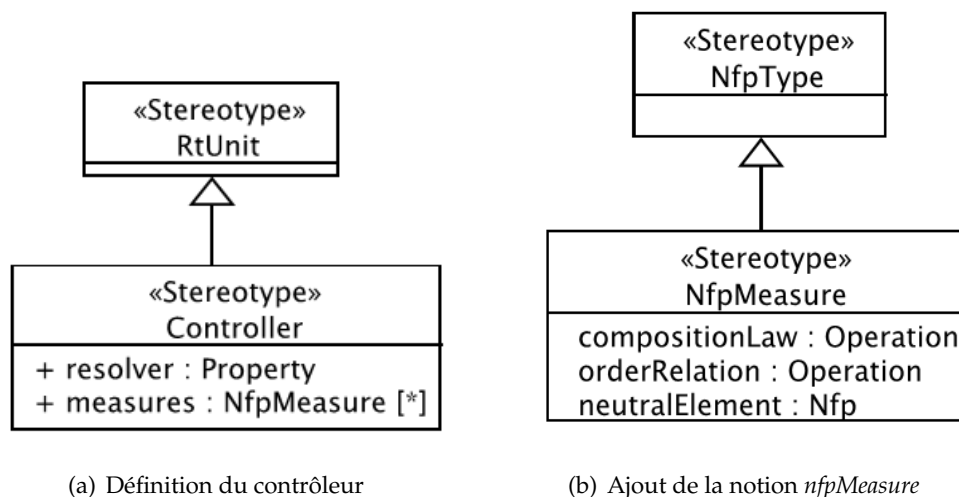 «Stereotype»
RtUnit
«Stereotype»
Controller
+ resolver : Property
+ measures : NfpMeasure [*]
(a) Définition du contrôleur
«Stereotype»
NfpType
«Stereotype»
NfpMeasure
compositionLaw : Operation
orderRelation : Operation
neutralElement : Nfp
(b) Ajout de la notion nfpMeasure